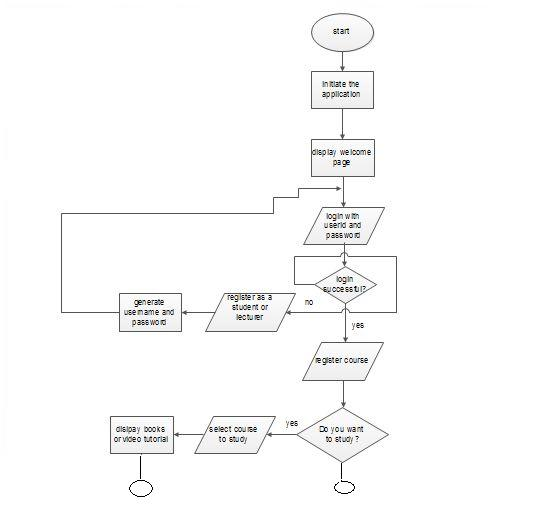 start
initiate the
application
display welcome
page
login with
userid and
password
login
successful?
no
register as a
student or
lecturer
generate
username and
password
yes
register course
Do you want
to study?
yes
select course
to study
dislpay books
or video tutorial